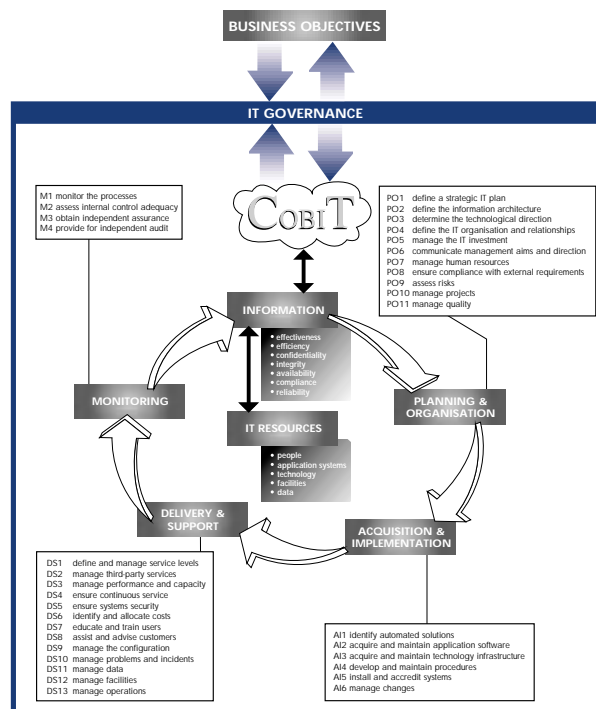 BUSINESS OBJECTIVES
IT GOVERNANCE
COBIT
M1 monitor the processes
M2 assess internal control adequacy
M3 obtain independent assurance
M4 provide for independent audit
PO1 define a strategic IT plan
PO2 define the information architecture
PO3 determine the technological direction
PO4 define the IT organisation and relationships
PO5 manage the IT investment
PO6 communicate management aims and direction
PO7 manage human resources
PO8 ensure compliance with external requirements
PO9 assess risks
PO10 manage projects
PO11 manage quality
INFORMATION
• effectiveness
• efficiency
• confidentiality
• integrity
• availability
• compliance
• reliability
MONITORING
PLANNING &
ORGANISATION
IT RESOURCES
• people
• application systems
• technology
• facilities
• data
DELIVERY &
SUPPORT
ACQUISITION &
IMPLEMENTATION
DS1 define and manage service levels
DS2 manage third-party services
DS3 manage performance and capacity
DS4 ensure continuous service
DS5 ensure systems security
DS6 identify and allocate costs
DS7 educate and train users
DS8 assist and advise customers
DS9 manage the configuration
DS10 manage problems and incidents
DS11 manage data
DS12 manage facilities
DS13 manage operations
AI1 identify automated solutions
AI2 acquire and maintain application software
AI3 acquire and maintain technology infrastructure
AI4 develop and maintain procedures
AI5 install and accredit systems
AI6 manage changes